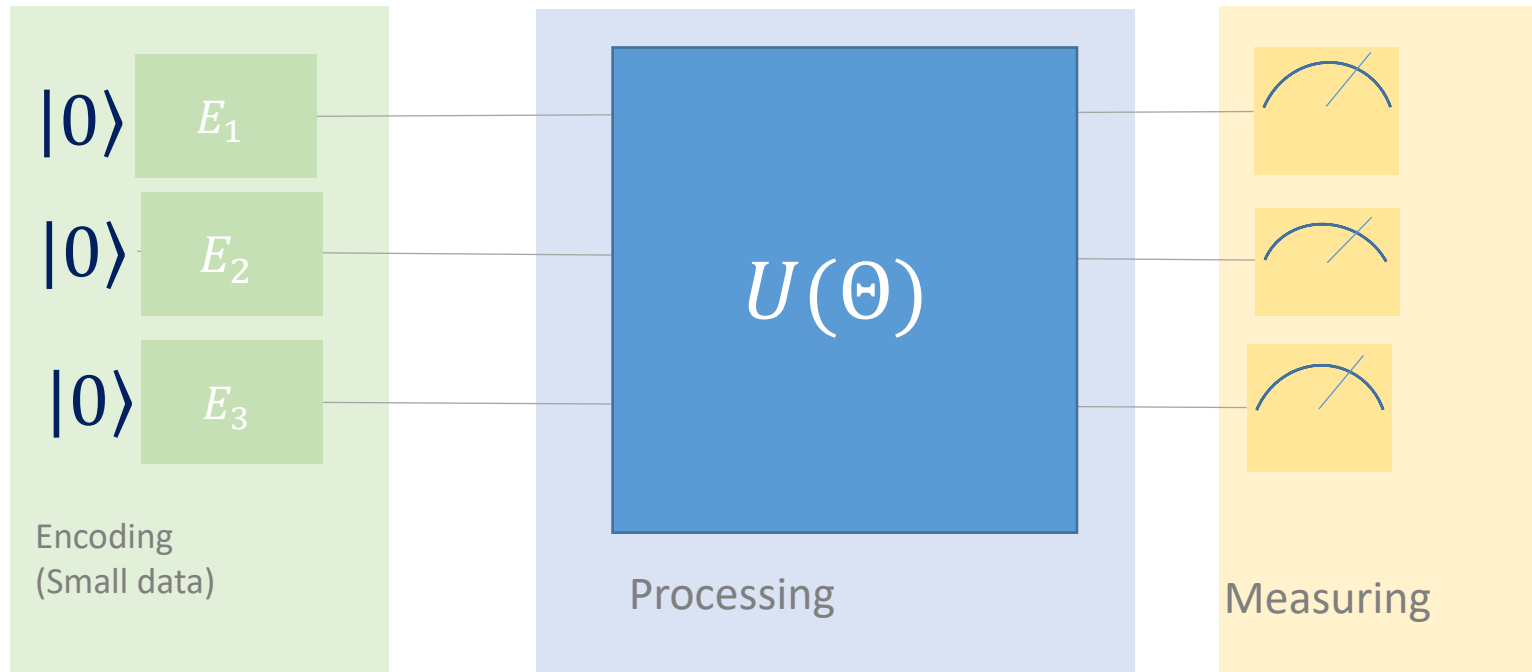 |0⟩ E₁
|0⟩ E₂
|0⟩ E₃
U(Θ)
Encoding
(Small data)
Processing
Measuring